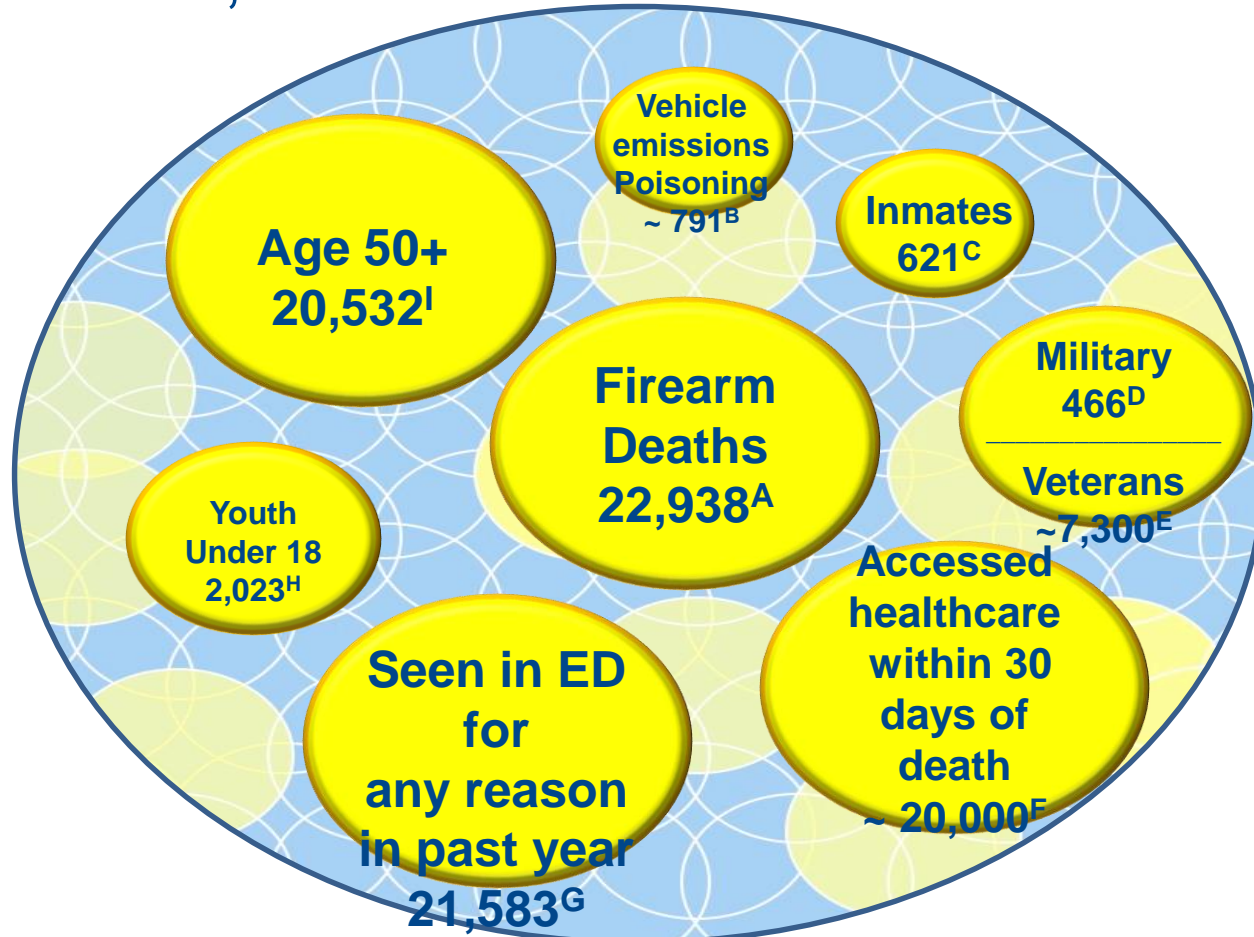 Vehicle
emissions
Poisoning
~ 791ᴮ
Inmates
621ᶜ
Age 50+
20,532ᴵ
Military
466ᴰ
Veterans
~7,300ᴱ
Firearm
Deaths
22,938ᴬ
Youth
Under 18
2,023ᴴ
Accessed
healthcare
within 30
days of
death
~ 20,000ꟳ
Seen in ED
for
any reason
in past year
21,583ᴳ